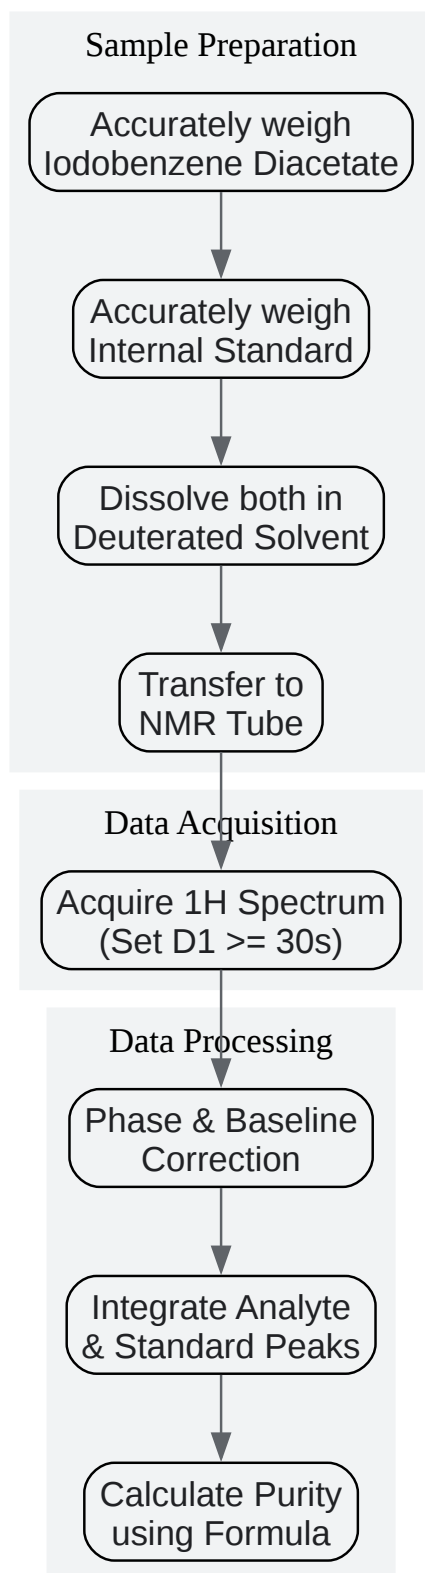 Sample Preparation
Accurately weigh
Iodobenzene Diacetate
Accurately weigh
Internal Standard
Dissolve both in
Deuterated Solvent
Transfer to
NMR Tube
Data Acquisition
Acquire 1H Spectrum
(Set D1 >= 30s)
Data Processing
Phase & Baseline
Correction
Integrate Analyte
& Standard Peaks
Calculate Purity
using Formula